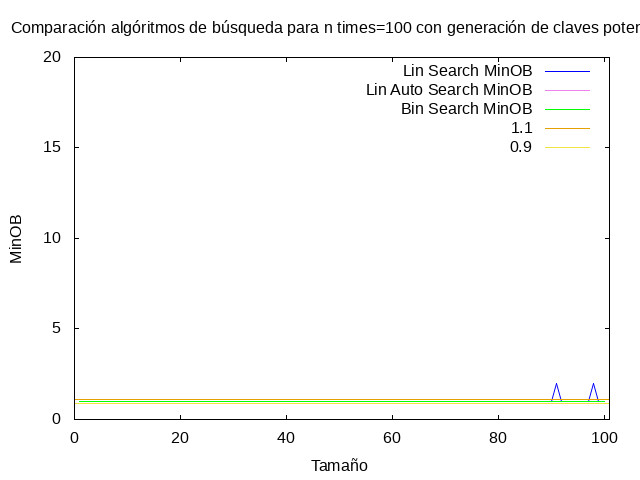 Comparación algóritmos de búsqueda para n times=100 con generación de claves poter
20
Lin Search MinOB
Lin Auto Search MinOB
Bin Search MinOB
1.1
0.9
15
10
5
0
MinOB
0 20 40 60 80 100
Tamaño